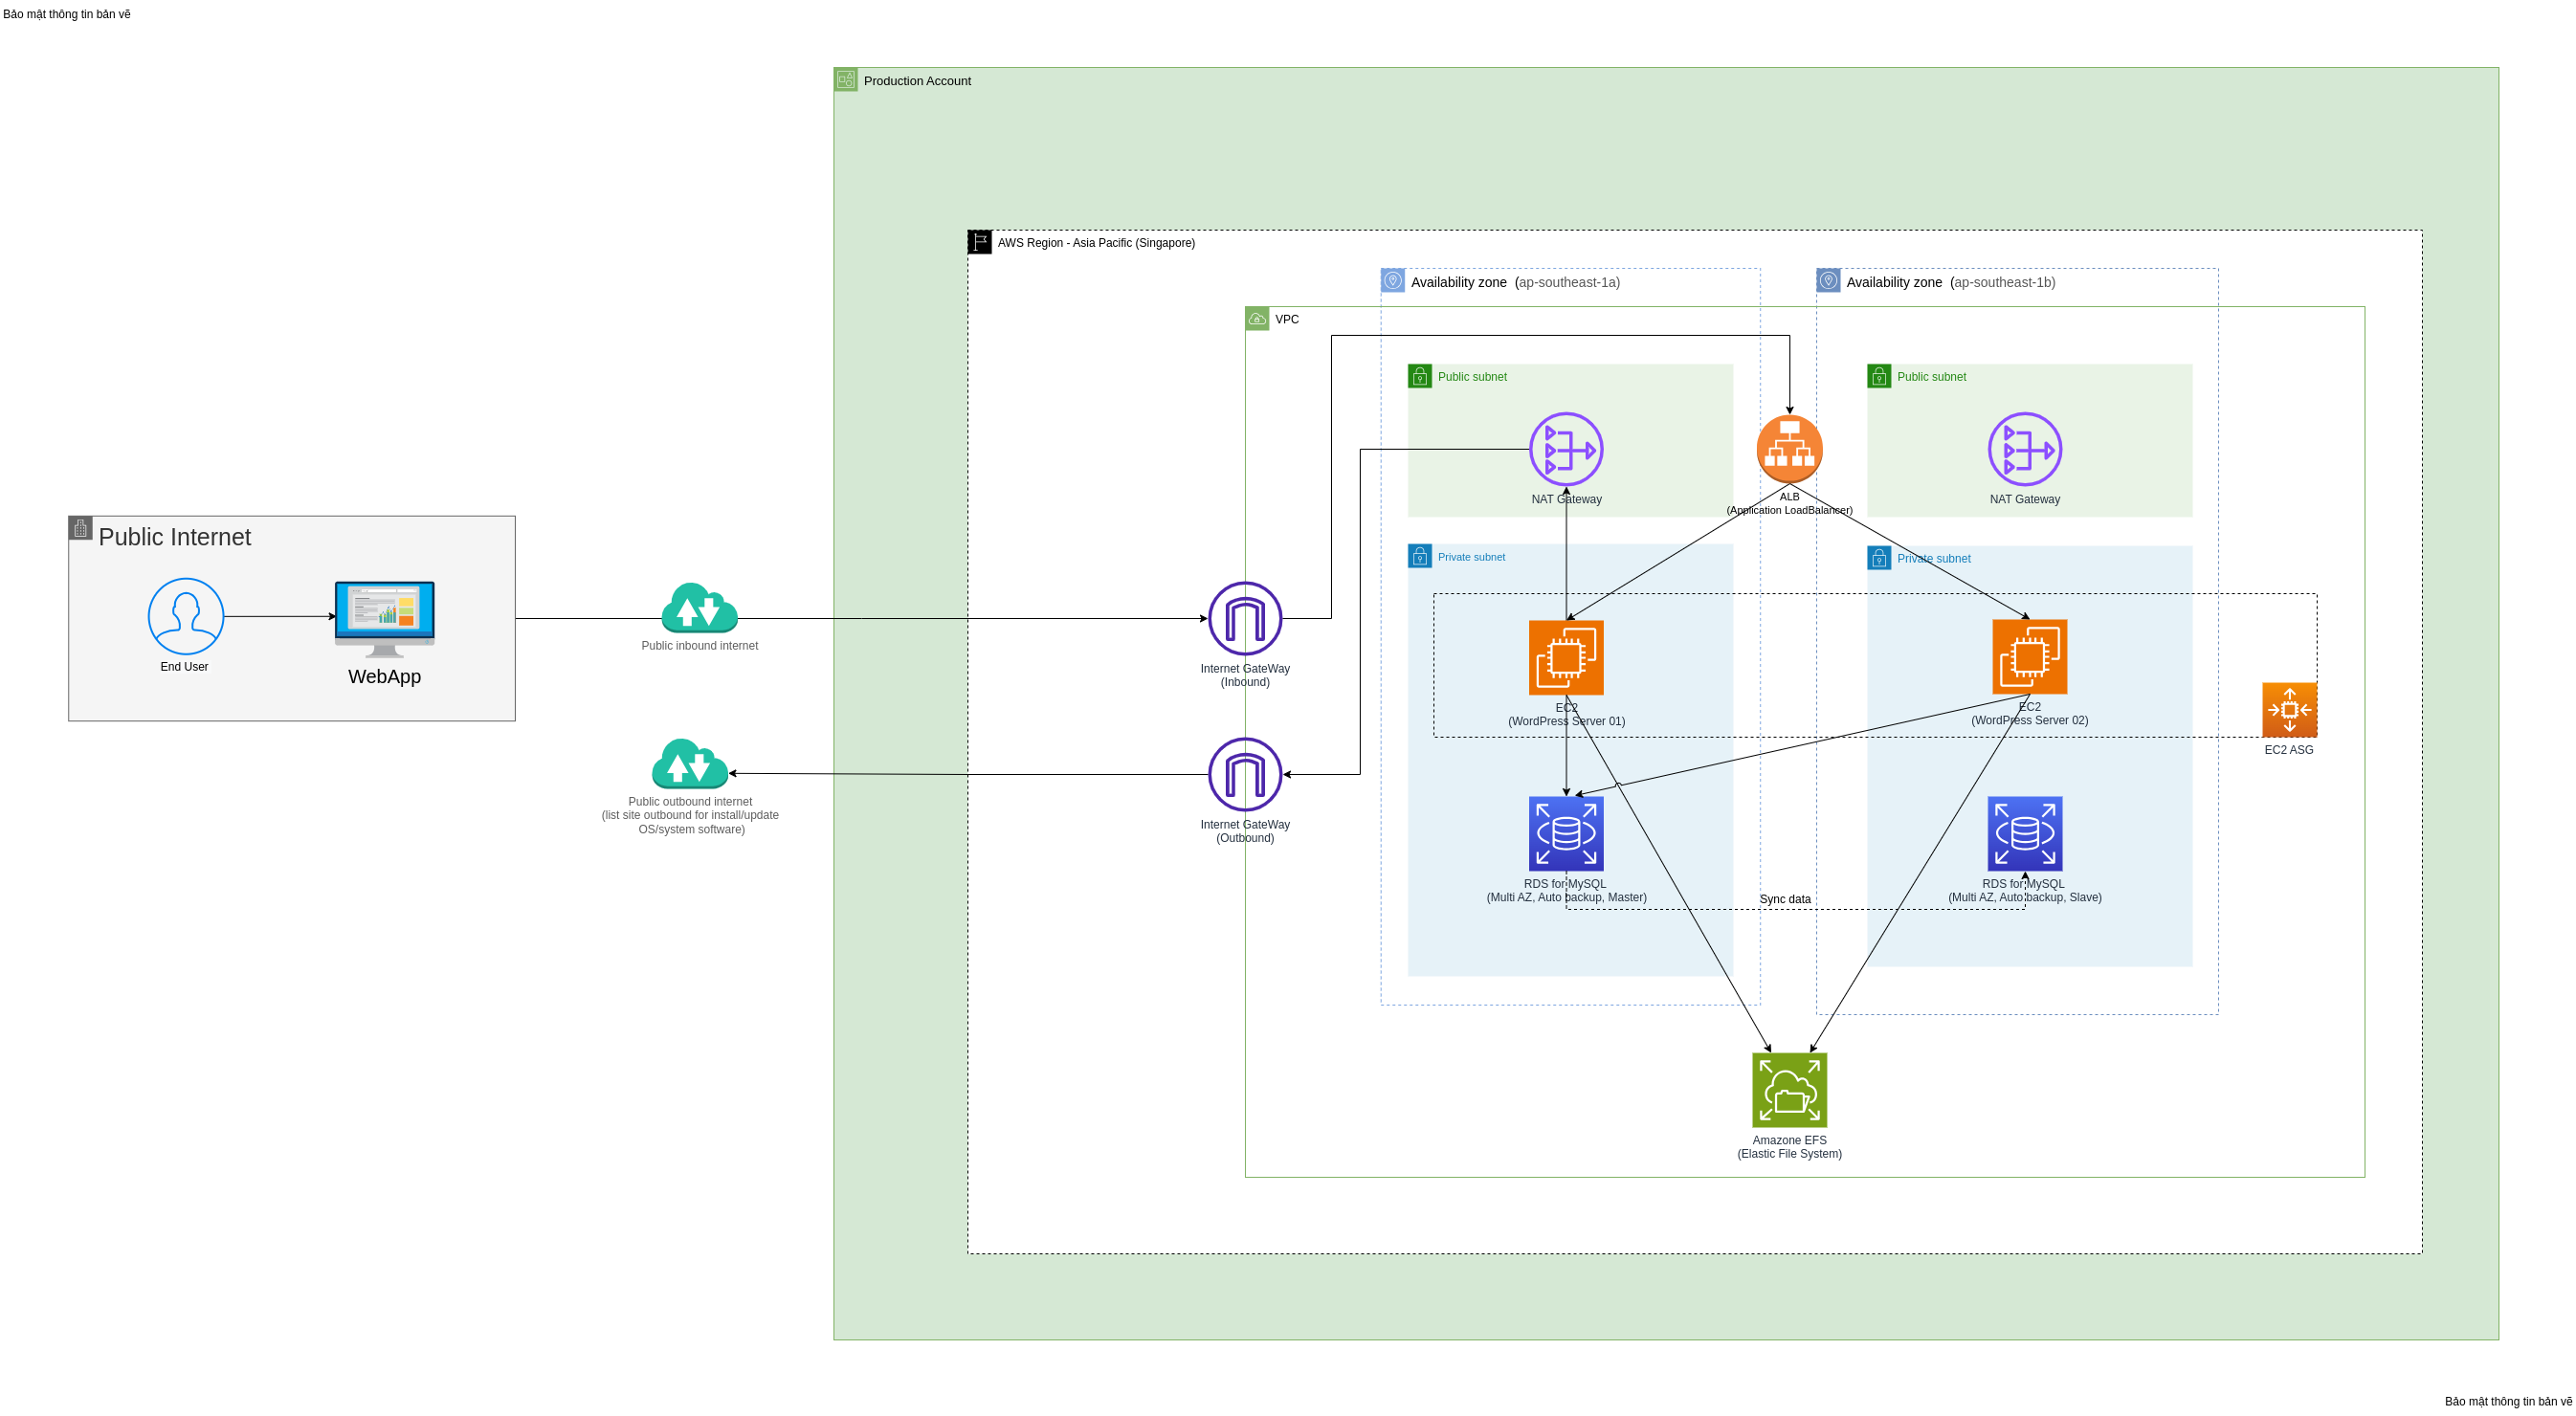 Bảo mật thông tin bản vẽ
Production Account
AWS Region - Asia Pacific (Singapore)
Availability zone (ap-southeast-1a)
Availability zone (ap-southeast-1b)
VPC
Public subnet
Public subnet
NAT Gateway
ALB
(Application LoadBalancer)
NAT Gateway
Public Internet
End User
WebApp
Public inbound internet
Internet GateWay
(Inbound)
Private subnet
Private subnet
EC2
(WordPress Server 01)
EC2
(WordPress Server 02)
EC2 ASG
Public outbound internet
(list site outbound for install/update
OS/system software)
Internet GateWay
(Outbound)
RDS for MySQL
(Multi AZ, Auto backup, Master)
Sync data
RDS for MySQL
(Multi AZ, Auto backup, Slave)
Amazone EFS
(Elastic File System)
Bảo mật thông tin bản vẽ